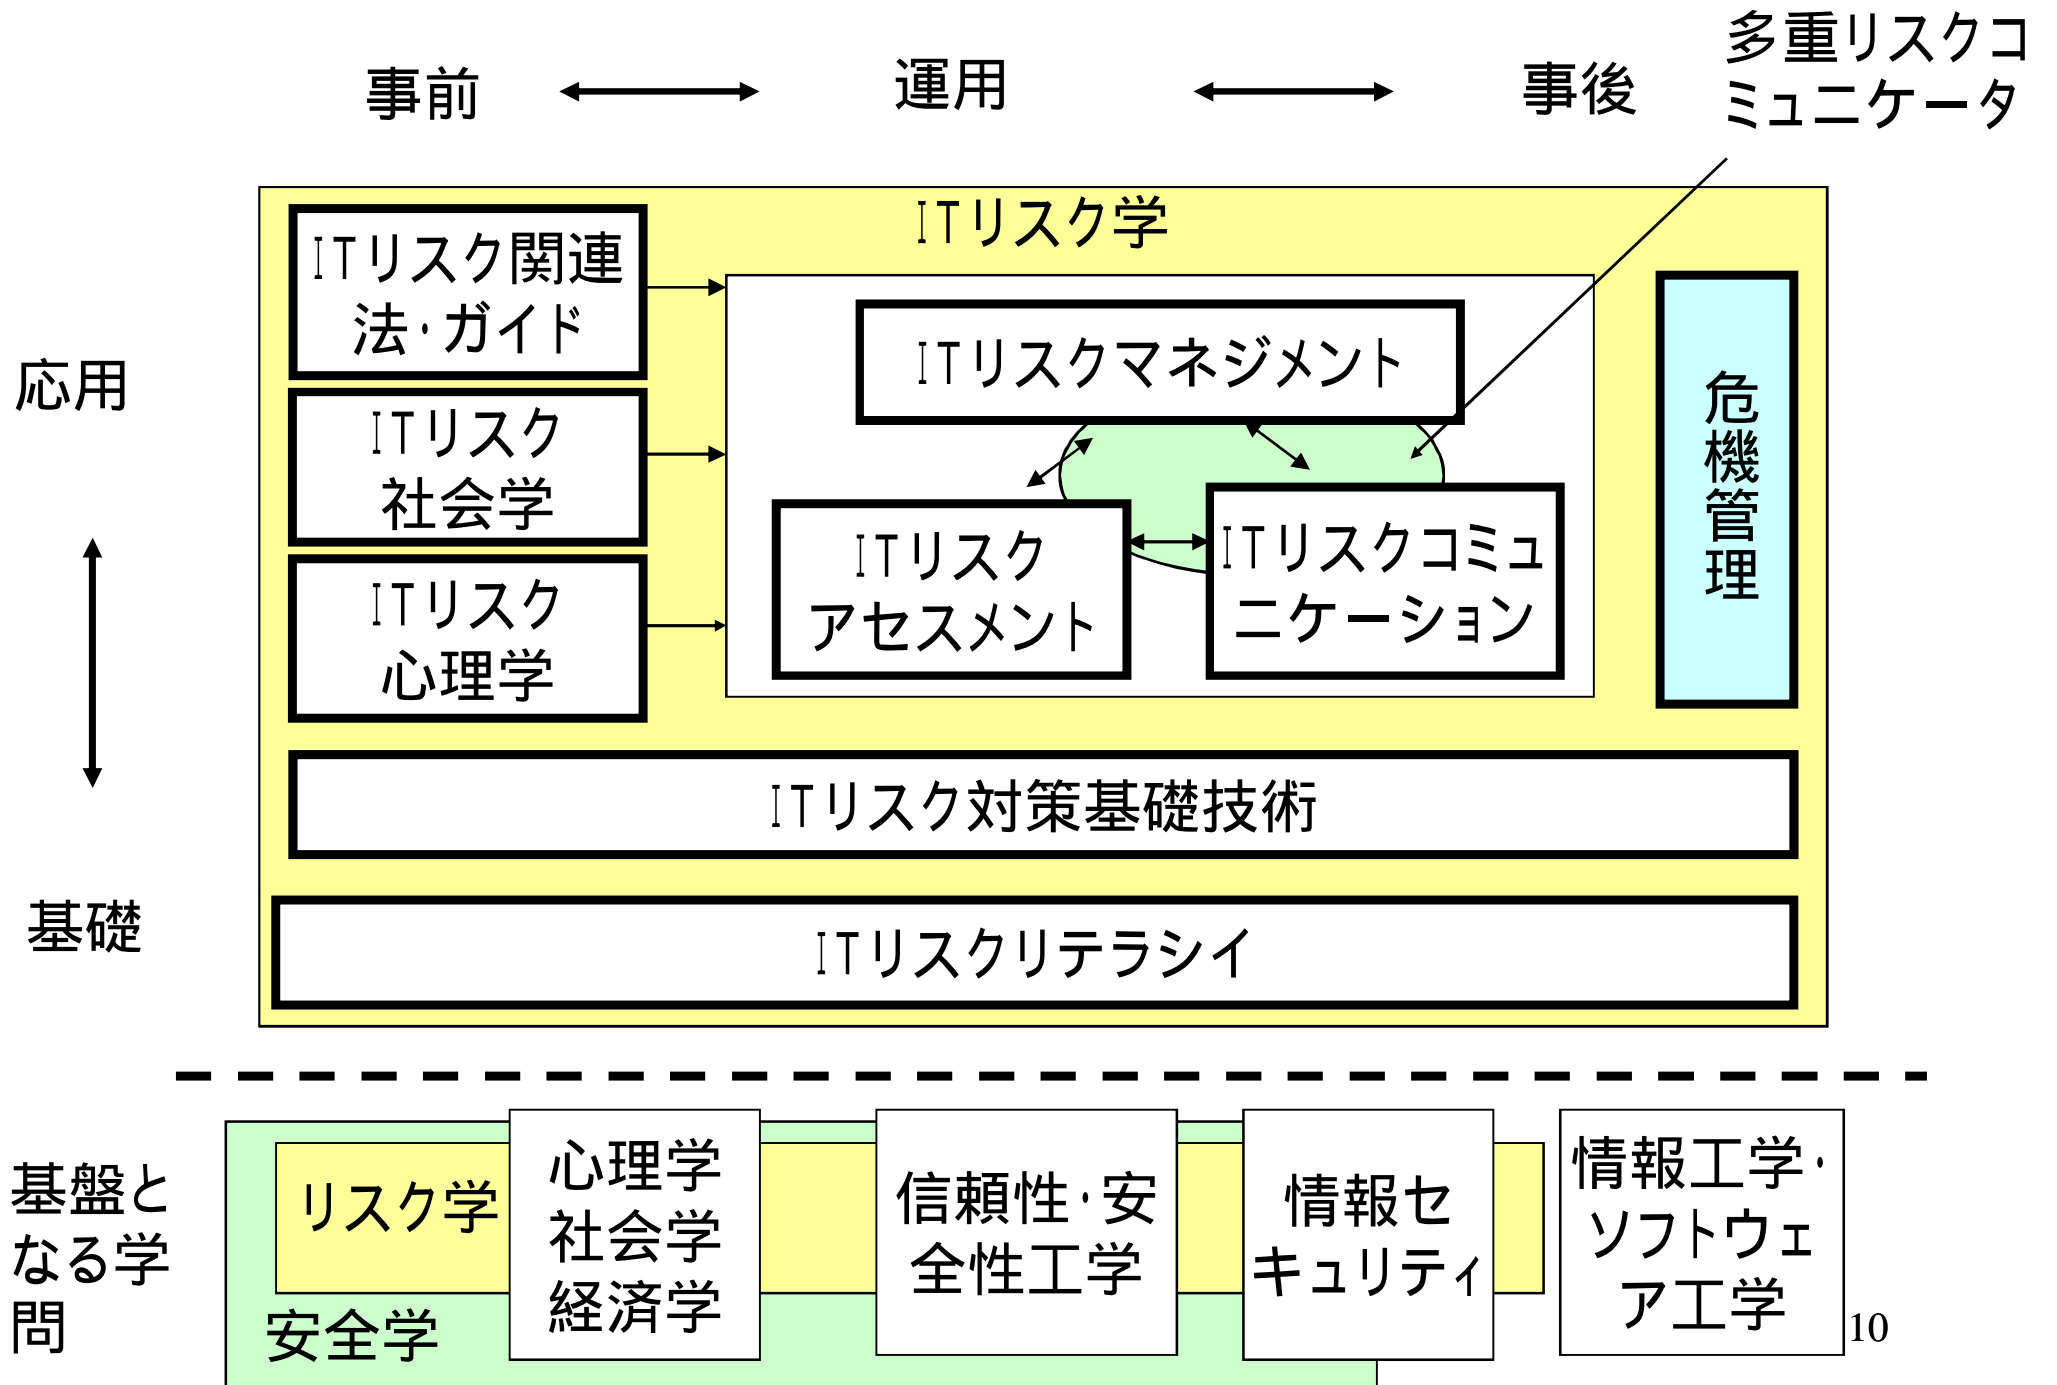 事前
運用
事後
多重リスクコ
ミュニケータ
ITリスク学
ITリスク関連
法・ガイド
ITリスク
社会学
ITリスク
心理学
ITリスクマネジメント
ITリスク
アセスメント
ITリスクコミュ
ニケーション
危機管理
応用
基礎
ITリスク対策基礎技術
ITリスクリテラシイ
基盤と
なる学
問
リスク学
安全学
心理学
社会学
経済学
信頼性・安
全性工学
情報セ
キュリティ
情報工学・
ソフトウェ
ア工学
10